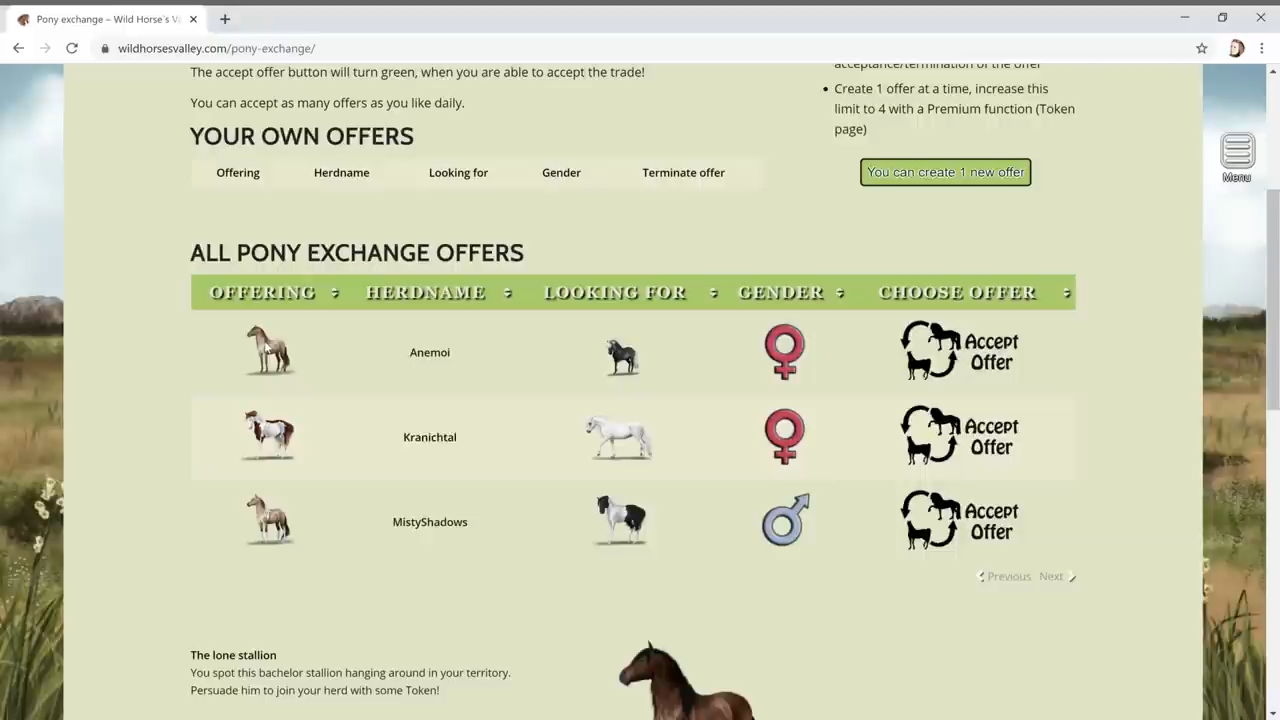 Pony exchange – Wild Horse`s V
wildhorsesvalley.com/pony-exchange/
The accept offer button will turn green, when you are able to accept the trade!
You can accept as many offers as you like daily.
YOUR OWN OFFERS
Offering Herdname Looking for Gender Terminate offer
acceptance/termination of the offer
• Create 1 offer at a time, increase this
limit to 4 with a Premium function (Token
page)
You can create 1 new offer
Menu
ALL PONY EXCHANGE OFFERS
OFFERING HERDNAME LOOKING FOR GENDER CHOOSE OFFER
Anemoi
Accept
Offer
Kranichtal
Accept
Offer
MistyShadows
Accept
Offer
Previous Next
The lone stallion
You spot this bachelor stallion hanging around in your territory.
Persuade him to join your herd with some Token!